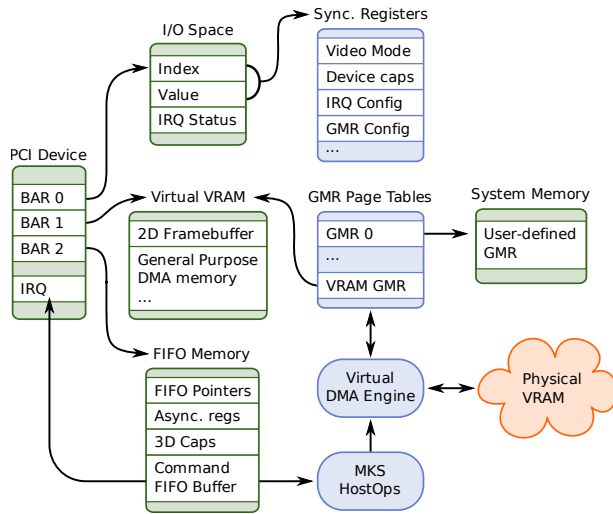 I/O Space
Index
Value
IRQ Status
Sync. Registers
Video Mode
Device caps
IRQ Config
GMR Config
...
PCI Device
BAR 0
BAR 1
BAR 2
IRQ
Virtual VRAM
2D Framebuffer
General Purpose
DMA memory
...
GMR Page Tables
GMR 0
...
VRAM GMR
System Memory
User-defined
GMR
FIFO Memory
FIFO Pointers
Async. regs
3D Caps
Command
FIFO Buffer
Virtual
DMA Engine
Physical
VRAM
MKS
HostOps